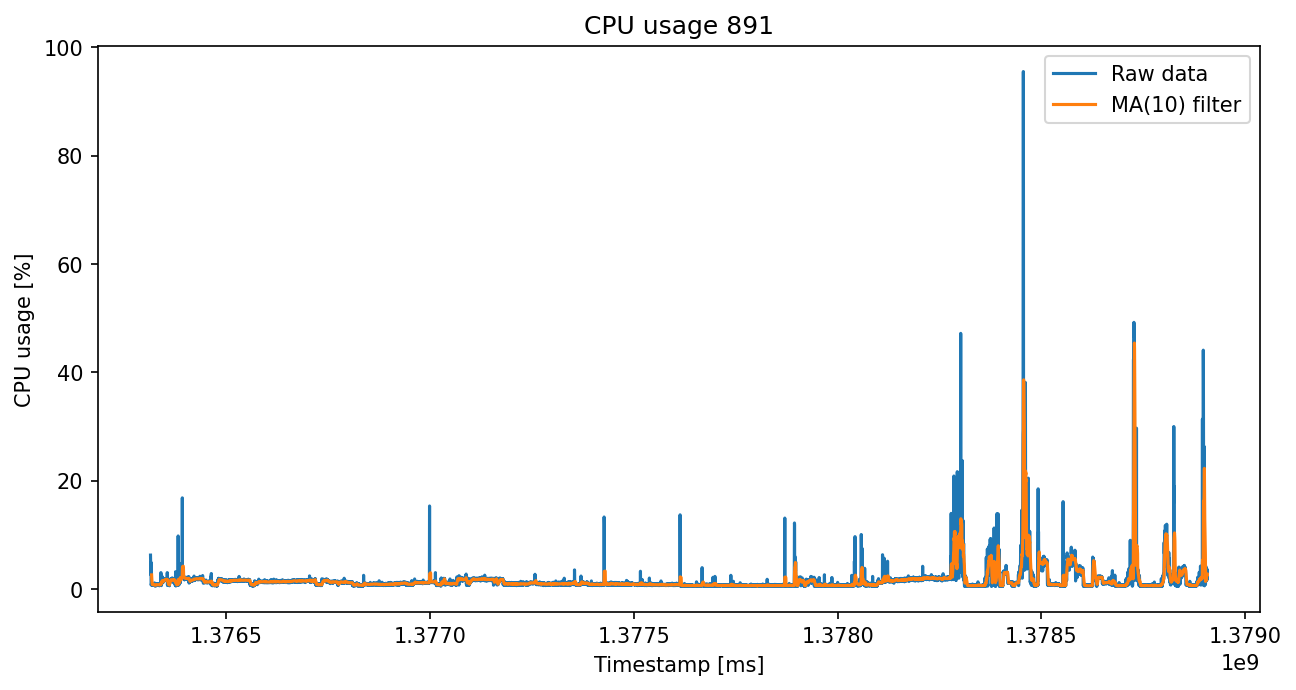 CPU usage 891
Raw data
MA(10) filter
CPU usage [%]
100
80
60
40
20
0
1.3765 1.3770 1.3775 1.3780 1.3785 1.3790
1e9
Timestamp [ms]